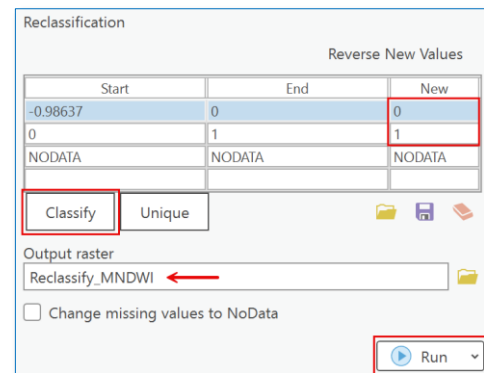 Reclassification
Reverse New Values
Start End New
-0.98637 0 0
0 1 1
NODATA NODATA NODATA
Classify Unique
Output raster
Reclassify_MNDWI
Change missing values to NoData
Run